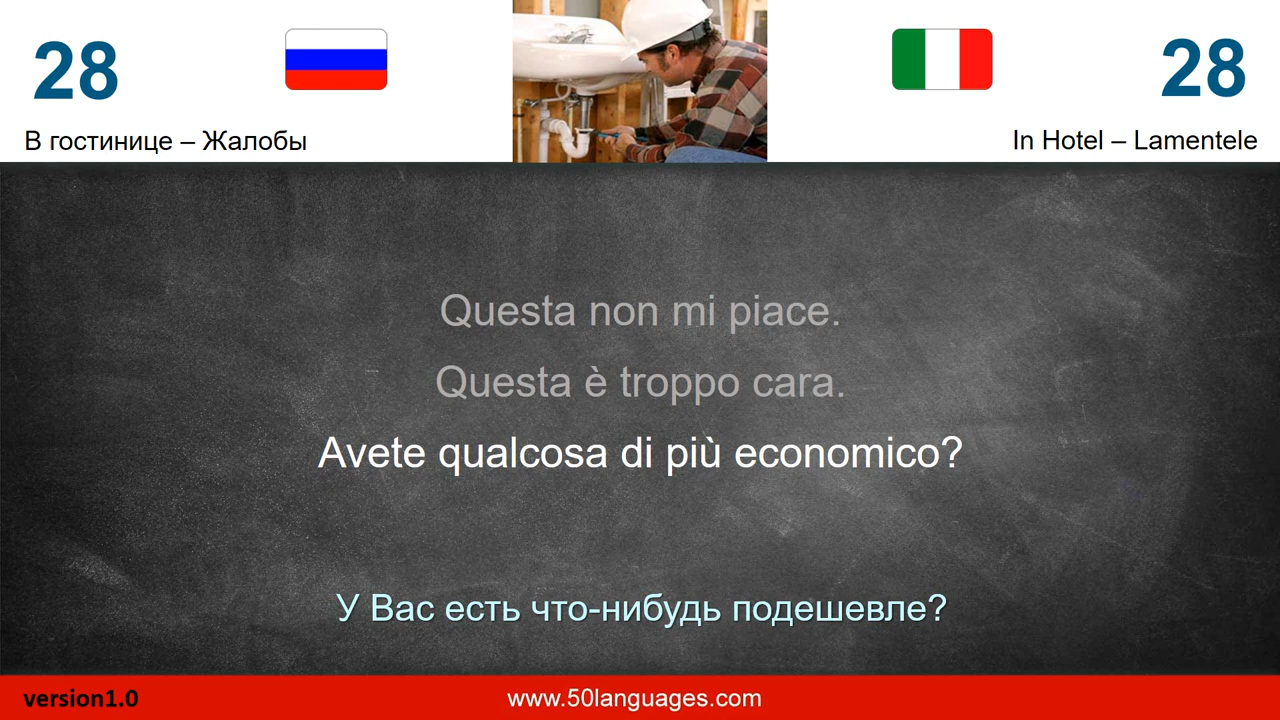 28
28
В гостинице – Жалобы
In Hotel – Lamentele
Questa non mi piace.
Questa è troppo cara.
Avete qualcosa di più economico?
У Вас есть что-нибудь подешевле?
version1.0
www.50languages.com